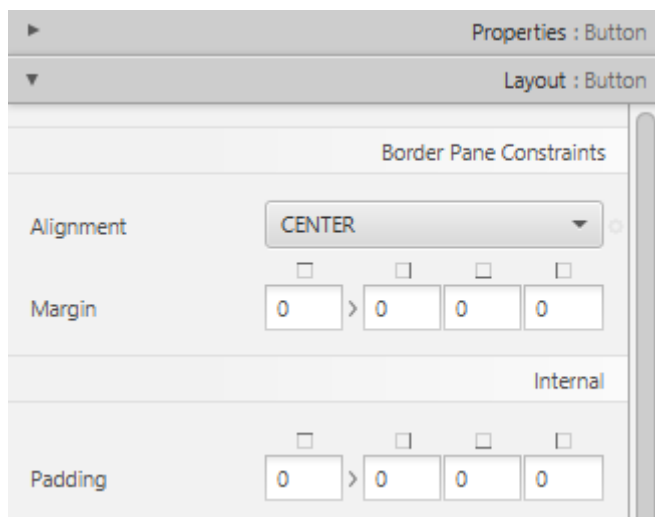 Properties : Button
Layout : Button
Border Pane Constraints
Alignment CENTER
Margin 0 > 0 0 0
Internal
Padding 0 > 0 0 0